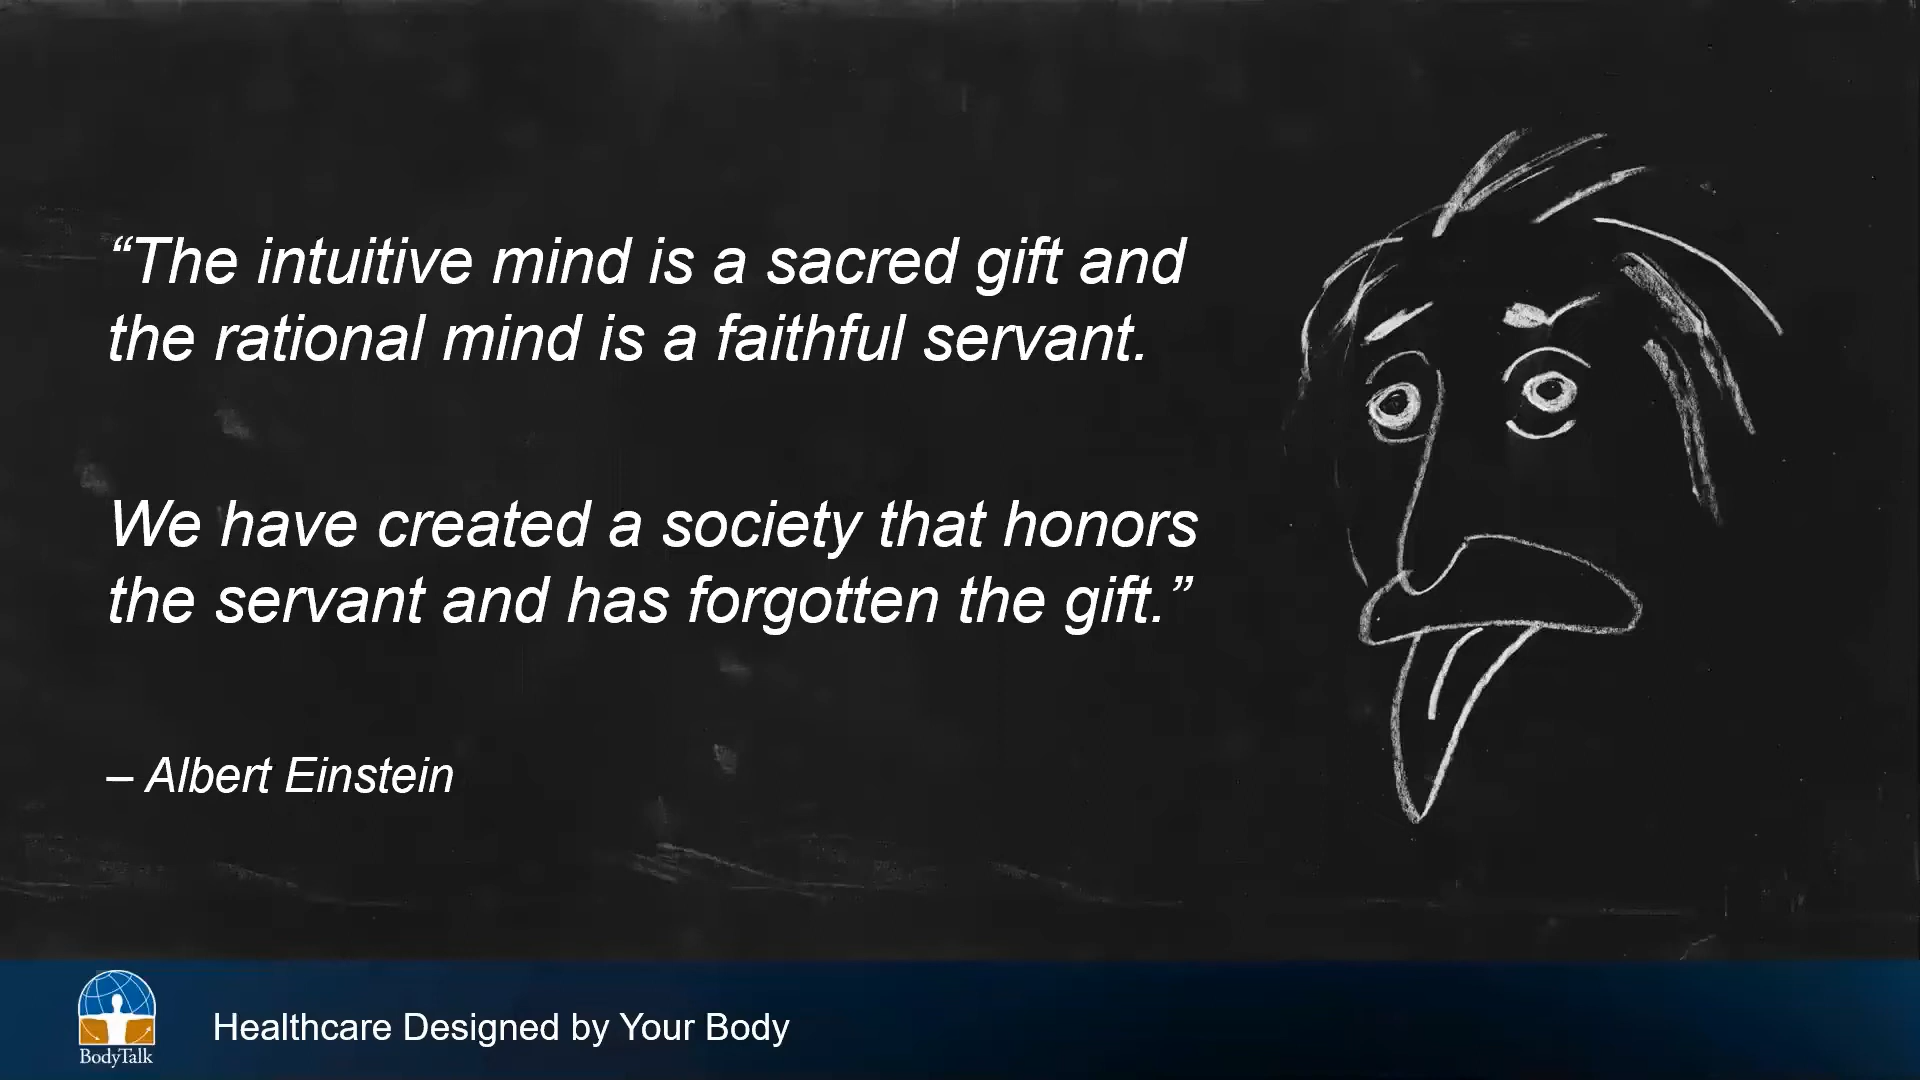 “The intuitive mind is a sacred gift and
the rational mind is a faithful servant.
We have created a society that honors
the servant and has forgotten the gift.”
– Albert Einstein
BodyTalk
Healthcare Designed by Your Body